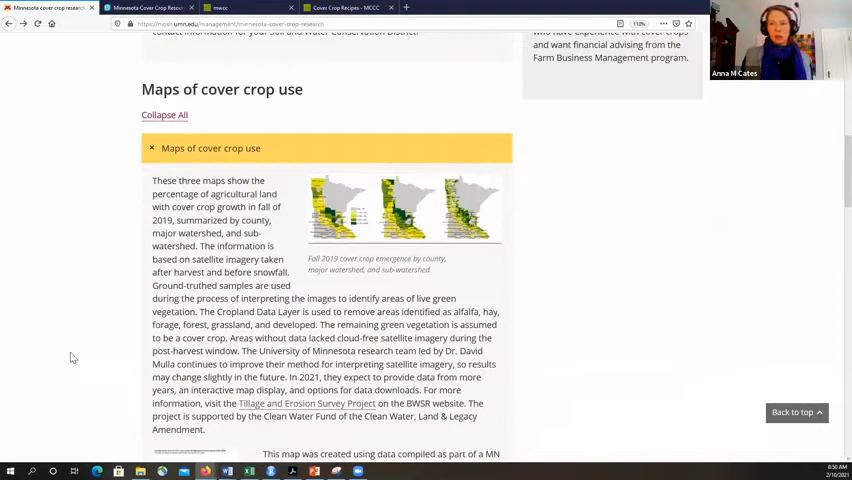 Minnesota cover crop resear
Minnesota Cover Crop Resou
mwcc
Cover Crop Recipes - MCCC
https://mosh.umn.edu/management/minnesota-cover-crop-research
110%
contact information for your Soil and Water Conservation District.
who have experience with cover crops
and want financial advising from the
Farm Business Management program.
Anna M Cates
Maps of cover crop use
Collapse All
× Maps of cover crop use
These three maps show the
percentage of agricultural land
with cover crop growth in fall of
2019, summarized by county,
major watershed, and sub-
watershed. The information is
based on satellite imagery taken
after harvest and before snowfall.
Ground-truthed samples are used
during the process of interpreting the images to identify areas of live green
vegetation. The Cropland Data Layer is used to remove areas identified as alfalfa, hay,
forage, forest, grassland, and developed. The remaining green vegetation is assumed
to be a cover crop. Areas without data lacked cloud-free satellite imagery during the
post-harvest window. The University of Minnesota research team led by Dr. David
Mulla continues to improve their method for interpreting satellite imagery, so results
may change slightly in the future. In 2021, they expect to provide data from more
years, an interactive map display, and options for data downloads. For more
information, visit the Tillage and Erosion Survey Project on the BWSR website. The
project is supported by the Clean Water Fund of the Clean Water, Land & Legacy
Amendment.
Fall 2019 cover crop emergence by county,
major watershed, and sub-watershed.
Back to top
This map was created using data compiled as part of a MN
8:50 AM
2/10/2021